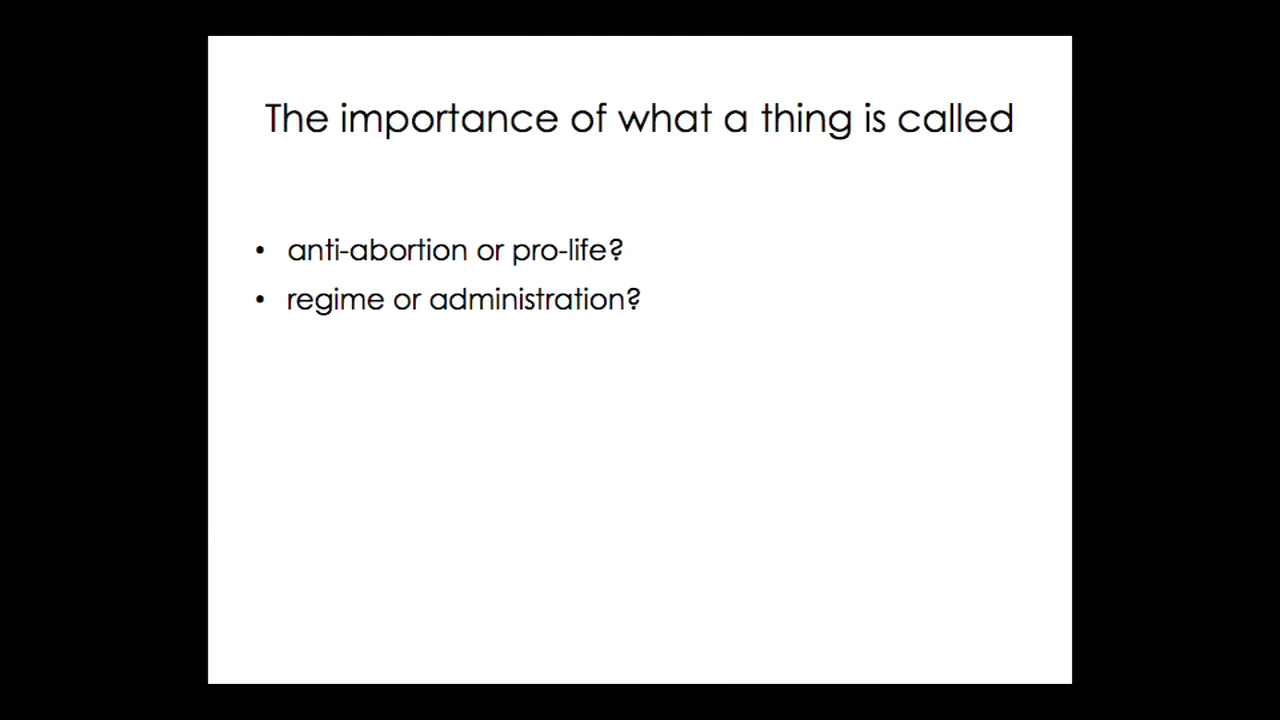 The importance of what a thing is called
• anti-abortion or pro-life?
• regime or administration?